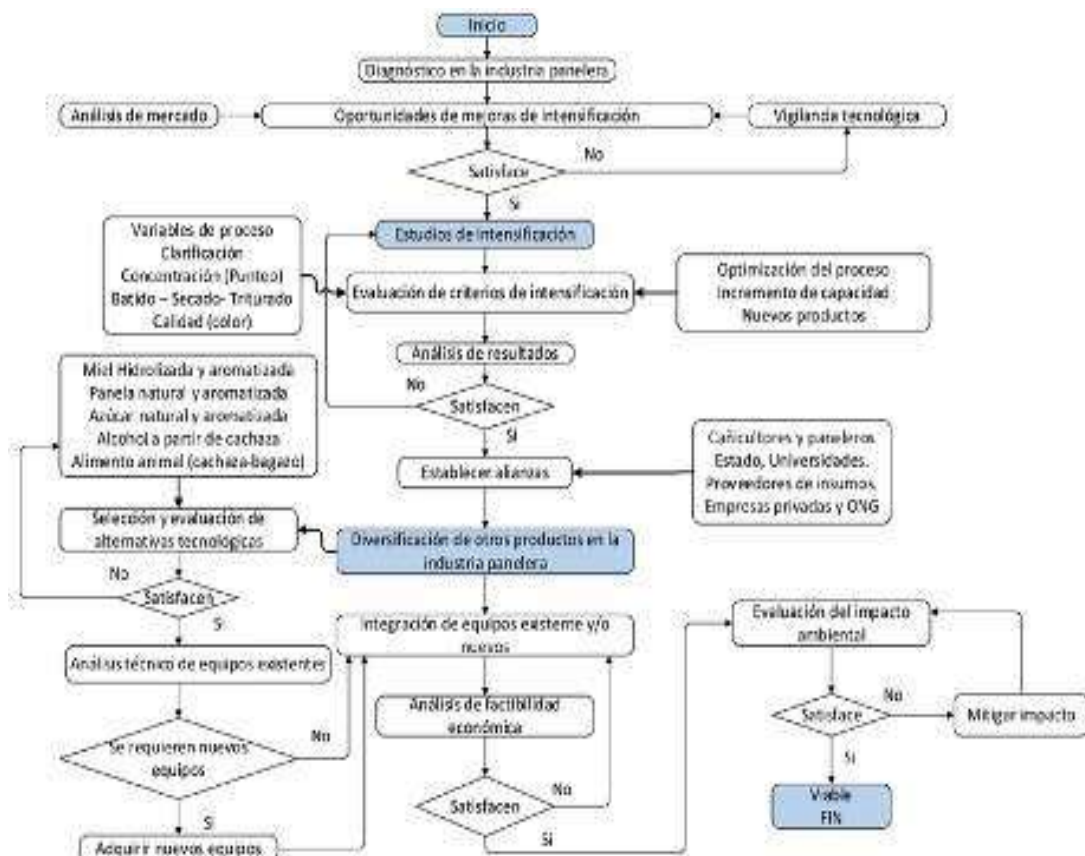 Inicio
Diagnóstico en la industria panelera
Análisis de mercado
Oportunidades de mejoras de intensificación
Vigilancia tecnológica
Satisface
No
Si
Estudios de intensificación
Variables de proceso
Clarificación
Concentración (Punteo)
Batido – Secado- Triturado
Calidad (color)
Evaluación de criterios de intensificación
Optimización del proceso
Incremento de capacidad
Nuevos productos
Análisis de resultados
No
Satisfacen
Si
Miel Hidrolizada y aromatizada
Panela natural y aromatizada
Azúcar natural y aromatizada
Alcohol a partir de cachaza
Alimento animal (cachaza-bagazo)
Establecer alianzas
Cañicultores y paneleros
Estado, Universidades.
Proveedores de insumos.
Empresas privadas y ONG
Selección y evaluación de
alternativas tecnológicas
Diversificación de otros productos en la
industria panelera
No
Satisfacen
Si
Integración de equipos existente y/o
nuevos
Evaluación del impacto
ambiental
Análisis técnico de equipos existentes
Análisis de factibilidad
económica
Satisface
No
Mitigar impacto
Se requieren nuevos
equipos
No
Si
Satisfacen
No
Si
Viable
FIN
Si
Adquirir nuevos equipos